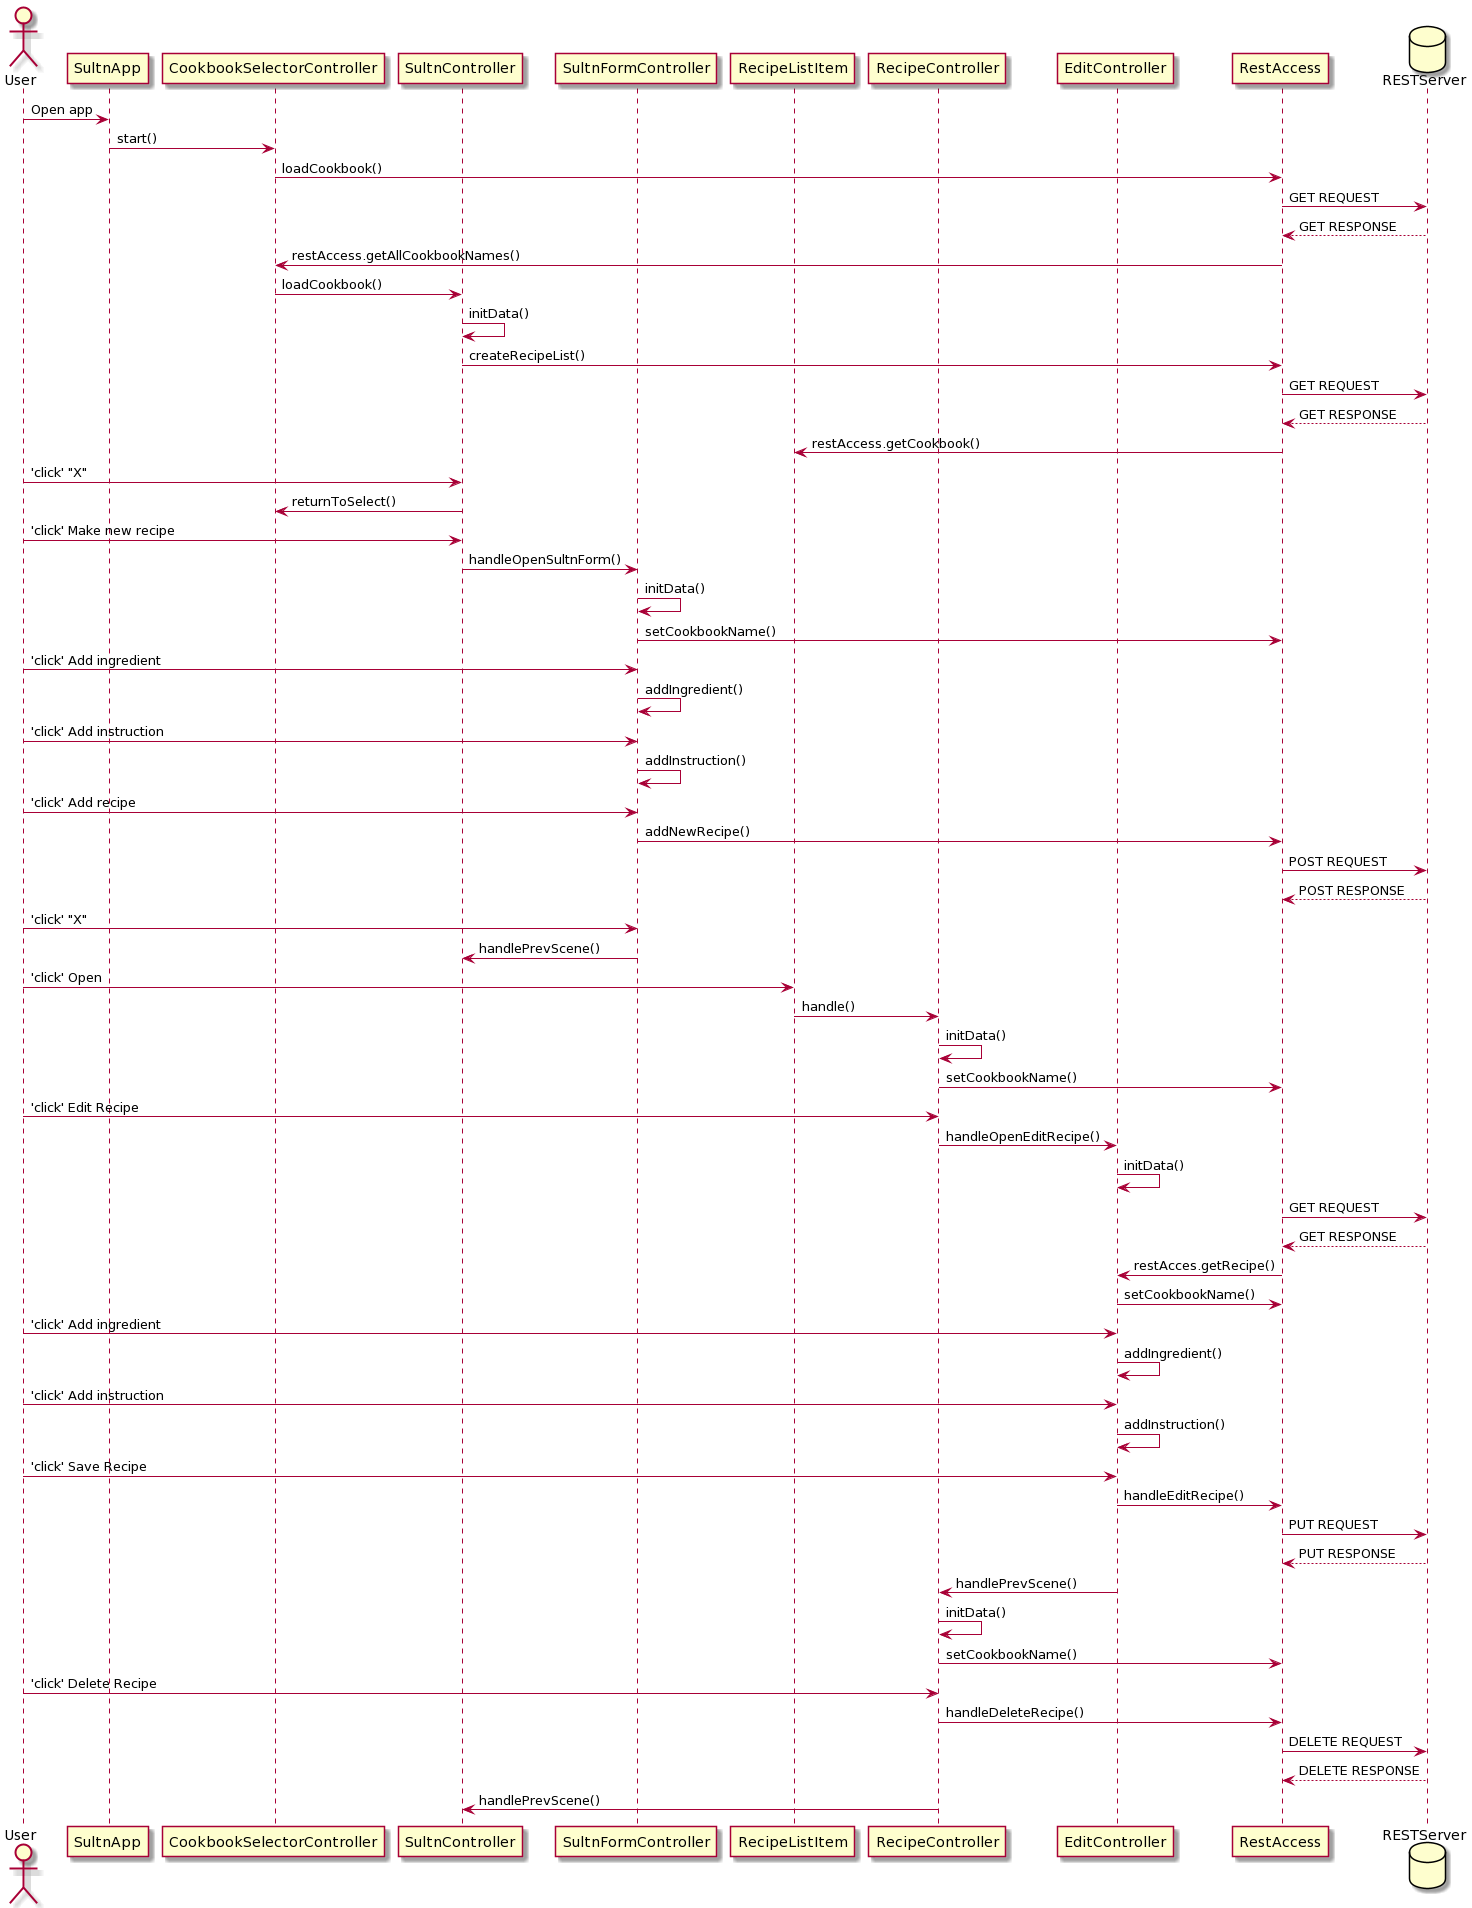 User
SultnApp
CookbookSelectorController
SultnController
SultnFormController
RecipeListItem
RecipeController
EditController
RestAccess
RESTServer
Open app
start()
loadCookbook()
GET REQUEST
GET RESPONSE
restAccess.getAllCookbookNames()
loadCookbook()
initData()
createRecipeList()
GET REQUEST
GET RESPONSE
restAccess.getCookbook()
'click' "X"
returnToSelect()
'click' Make new recipe
handleOpenSultnForm()
initData()
setCookbookName()
'click' Add ingredient
addIngredient()
'click' Add instruction
addInstruction()
'click' Add recipe
addNewRecipe()
POST REQUEST
POST RESPONSE
'click' "X"
handlePrevScene()
'click' Open
handle()
initData()
setCookbookName()
'click' Edit Recipe
handleOpenEditRecipe()
initData()
GET REQUEST
GET RESPONSE
restAcces.getRecipe()
setCookbookName()
'click' Add ingredient
addIngredient()
'click' Add instruction
addInstruction()
'click' Save Recipe
handleEditRecipe()
PUT REQUEST
PUT RESPONSE
handlePrevScene()
initData()
setCookbookName()
'click' Delete Recipe
handleDeleteRecipe()
DELETE REQUEST
DELETE RESPONSE
handlePrevScene()
User
SultnApp
CookbookSelectorController
SultnController
SultnFormController
RecipeListItem
RecipeController
EditController
RestAccess
RESTServer